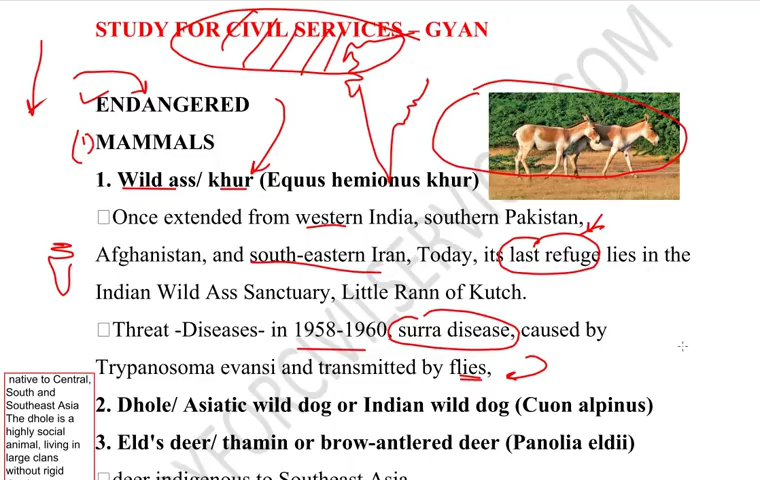 STUDY FOR CIVIL SERVICES – GYAN
ENDANGERED
(1) MAMMALS
1. Wild ass/ khur (Equus hemionus khur)
□Once extended from western India, southern Pakistan,
Afghanistan, and south-eastern Iran, Today, its last refuge lies in the
Indian Wild Ass Sanctuary, Little Rann of Kutch.
□Threat -Diseases- in 1958-1960, surra disease, caused by
Trypanosoma evansi and transmitted by flies,
native to Central,
South and
Southeast Asia
The dhole is a
highly social
animal, living in
large clans
without rigid
2. Dhole/ Asiatic wild dog or Indian wild dog (Cuon alpinus)
3. Eld's deer/ thamin or brow-antlered deer (Panolia eldii)
□deer indigenous to Southeast Asia
YFORCIVILSERVICESFORC.COM